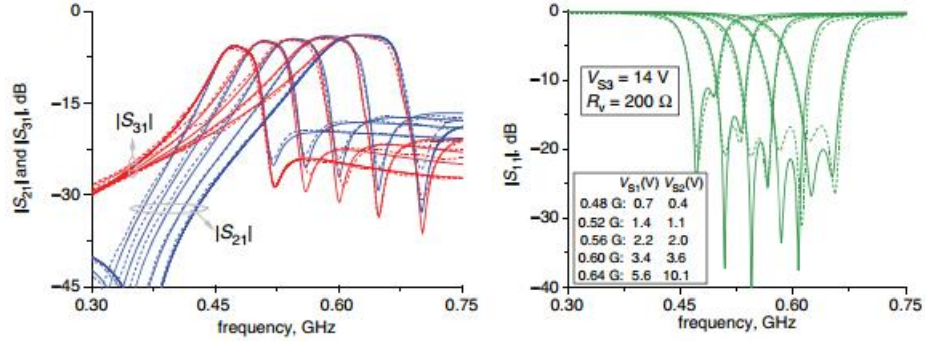 0
−15
−30
−45
|S21| and |S31|, dB
|S31|
|S21|
0.30 0.45 0.60 0.75
frequency, GHz
0
−10
−20
−30
−40
|S11|, dB
VS3 = 14 V
Rv = 200 Ω
VS1(V) VS2(V)
0.48 G: 0.7 0.4
0.52 G: 1.4 1.1
0.56 G: 2.2 2.0
0.60 G: 3.4 3.6
0.64 G: 5.6 10.1
0.30 0.45 0.60 0.75
frequency, GHz